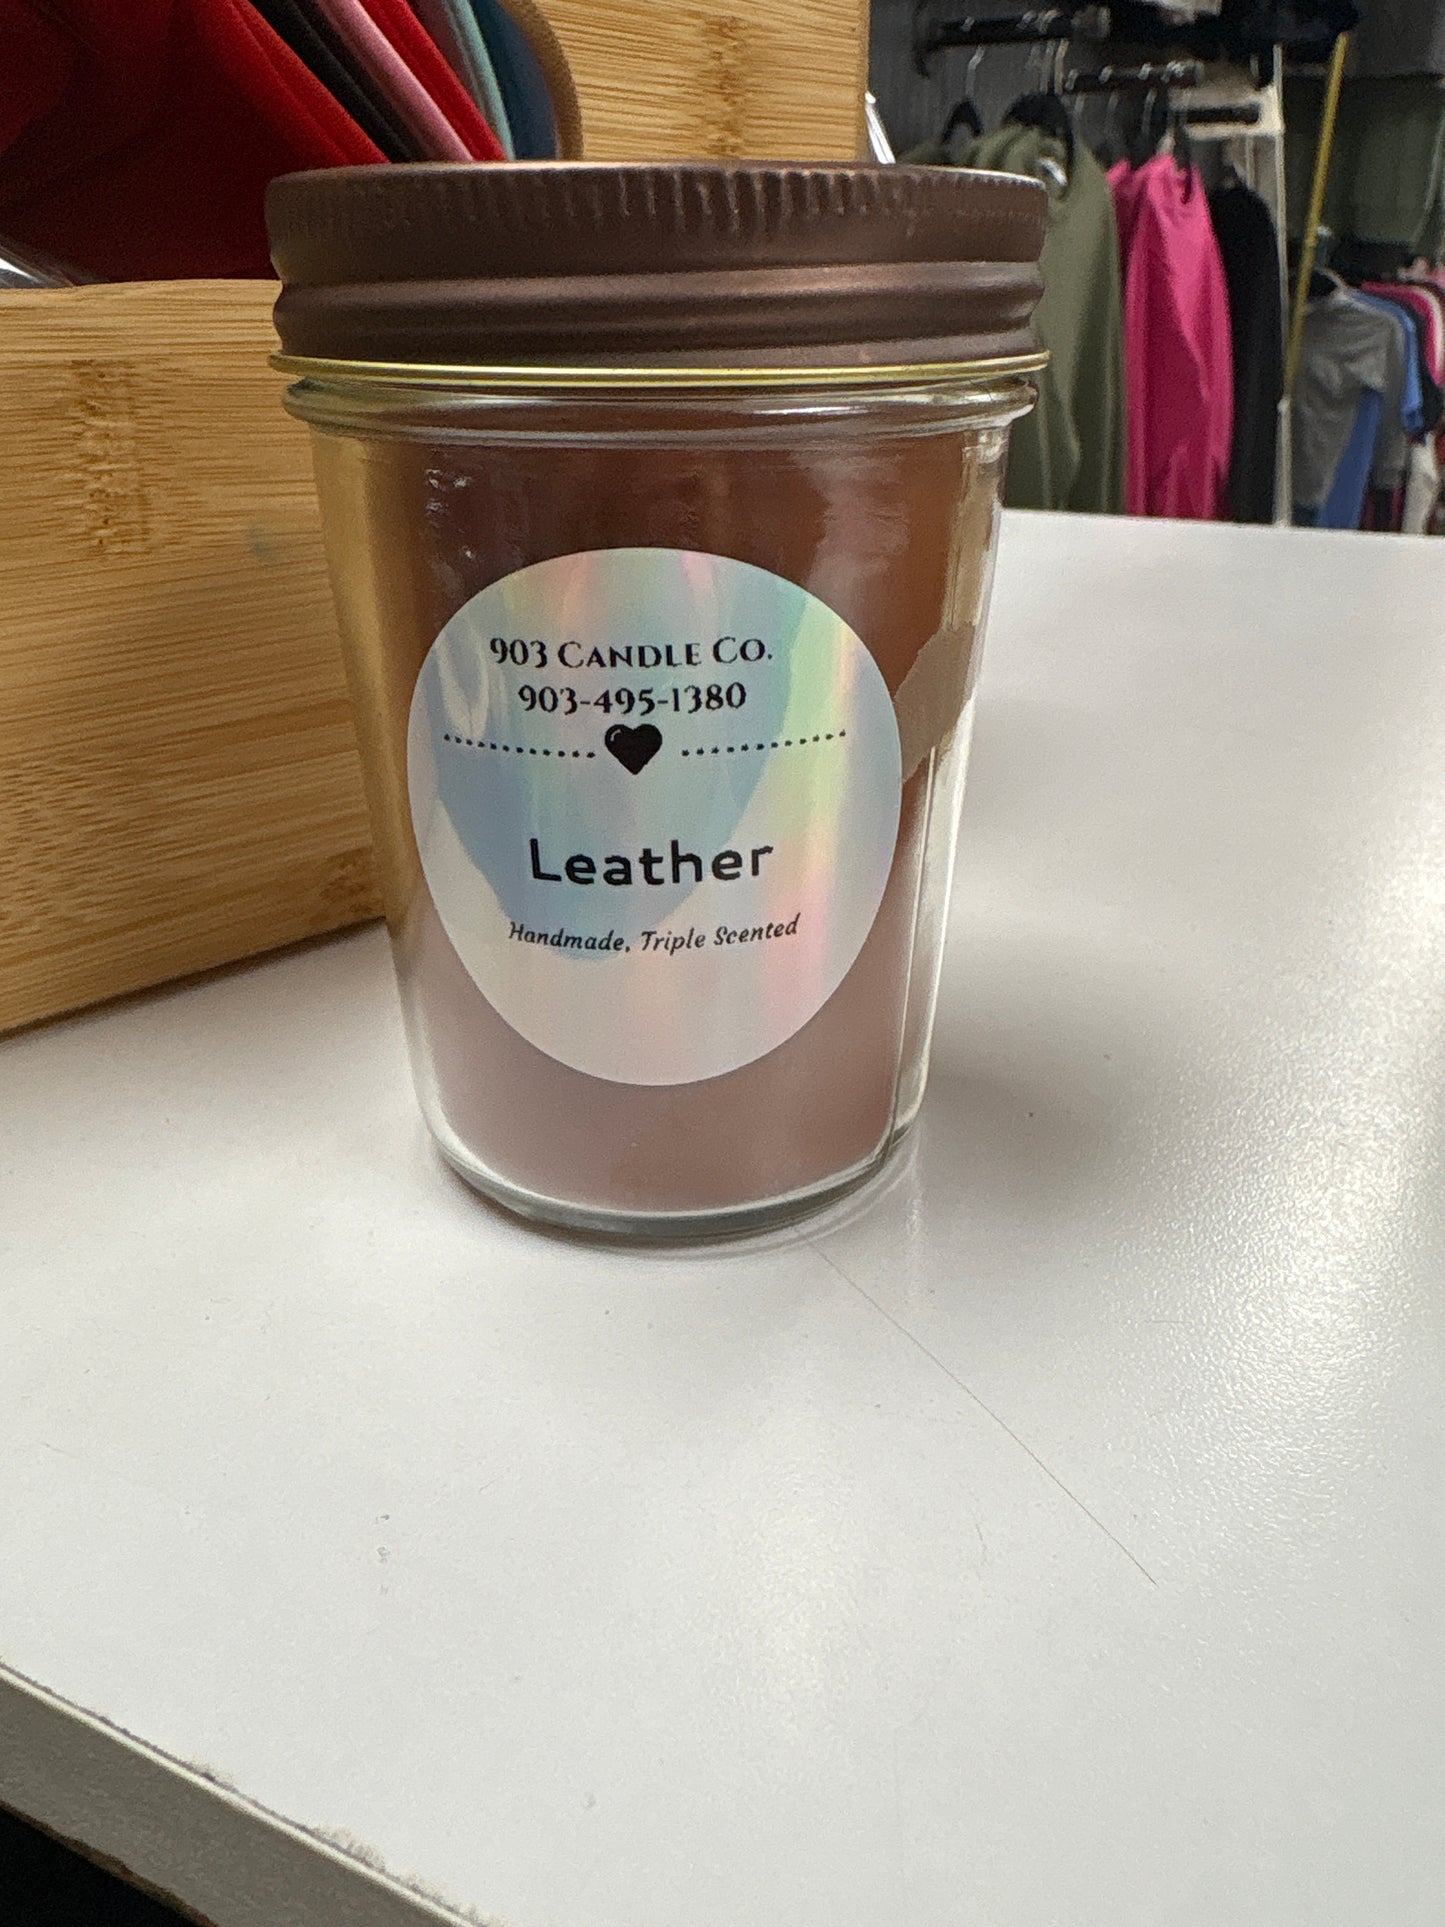 903 Candle Co.
903-495-1380
Leather
Handmade, Triple Scented